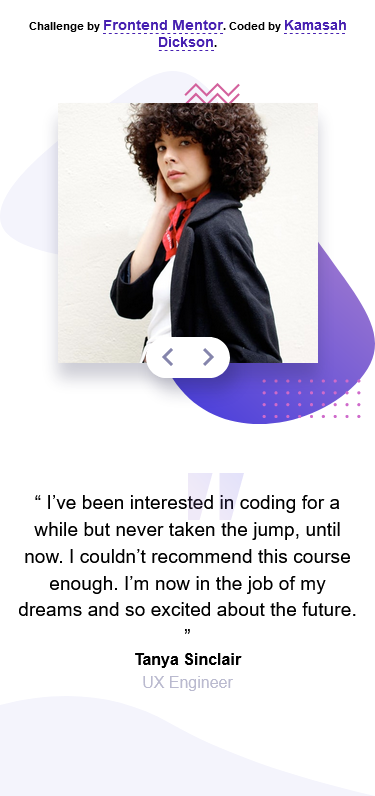 Challenge by Frontend Mentor. Coded by Kamasah
Dickson.
“ I’ve been interested in coding for a
while but never taken the jump, until
now. I couldn’t recommend this course
enough. I’m now in the job of my
dreams and so excited about the future.
”
Tanya Sinclair
UX Engineer